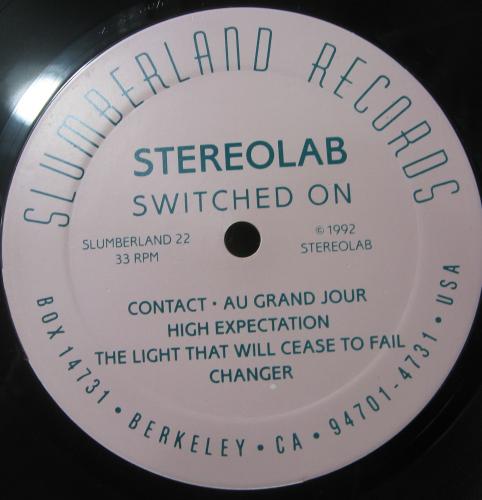 SLUMBERLAND RECORDS
STEREOLAB
SWITCHED ON
SLUMBERLAND 22
33 RPM
© 1992
STEREOLAB
CONTACT • AU GRAND JOUR
HIGH EXPECTATION
THE LIGHT THAT WILL CEASE TO FAIL
CHANGER
BOX 14731 • BERKELEY • CA • 94701-4731 • USA